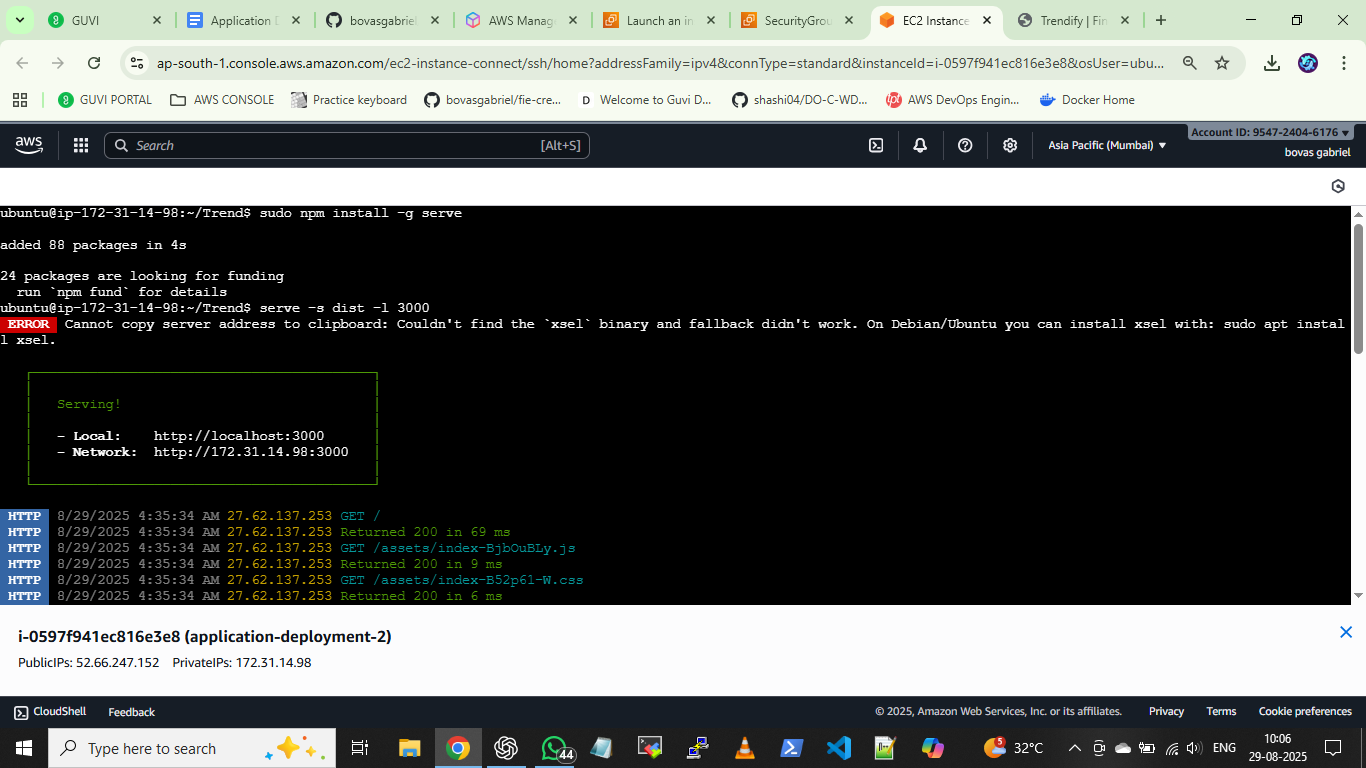 GUVI
Application D
bovasgabriel
AWS Manag
Launch an in
SecurityGrou
EC2 Instance
Trendify | Fin
ap-south-1.console.aws.amazon.com/ec2-instance-connect/ssh/home?addressFamily=ipv4&connType=standard&instanceId=i-0597f941ec816e3e8&osUser=ubu...
GUVI PORTAL
AWS CONSOLE
Practice keyboard
bovasgabriel/fie-cre...
Welcome to Guvi D...
shashi04/DO-C-WD...
AWS DevOps Engin...
Docker Home
aws
Search
[Alt+S]
Asia Pacific (Mumbai)
Account ID: 9547-2404-6176
bovas gabriel
ubuntu@ip-172-31-14-98:~/Trend$ sudo npm install -g serve
added 88 packages in 4s
24 packages are looking for funding
run `npm fund` for details
ubuntu@ip-172-31-14-98:~/Trend$ serve -s dist -l 3000
ERROR Cannot copy server address to clipboard: Couldn't find the `xsel` binary and fallback didn't work. On Debian/Ubuntu you can install xsel with: sudo apt instal
l xsel.
Serving!
- Local: http://localhost:3000
- Network: http://172.31.14.98:3000
HTTP 8/29/2025 4:35:34 AM 27.62.137.253 GET /
HTTP 8/29/2025 4:35:34 AM 27.62.137.253 Returned 200 in 69 ms
HTTP 8/29/2025 4:35:34 AM 27.62.137.253 GET /assets/index-BjbOuBLy.js
HTTP 8/29/2025 4:35:34 AM 27.62.137.253 Returned 200 in 9 ms
HTTP 8/29/2025 4:35:34 AM 27.62.137.253 GET /assets/index-B52p61-W.css
HTTP 8/29/2025 4:35:34 AM 27.62.137.253 Returned 200 in 6 ms
i-0597f941ec816e3e8 (application-deployment-2)
PublicIPs: 52.66.247.152 PrivateIPs: 172.31.14.98
CloudShell
Feedback
© 2025, Amazon Web Services, Inc. or its affiliates.
Privacy
Terms
Cookie preferences
Type here to search
44
5
32°C
ENG
10:06
29-08-2025